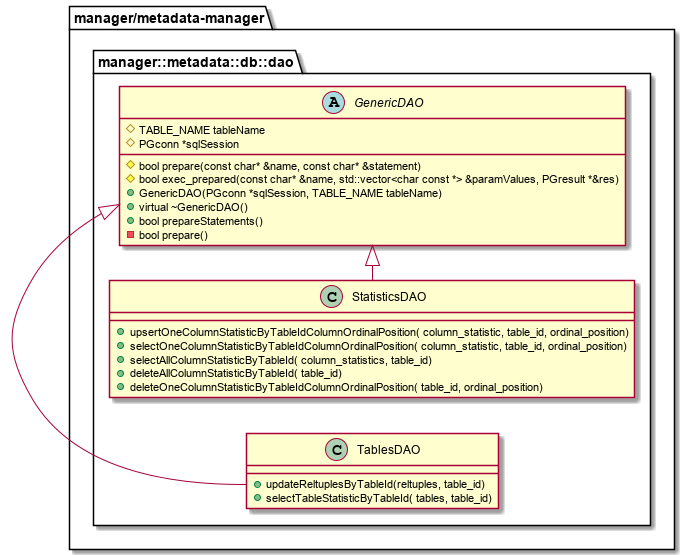 manager/metadata-manager
manager::metadata::db::dao
A GenericDAO
TABLE_NAME tableName
PGconn *sqlSession
bool prepare(const char* &name, const char* &statement)
bool exec_prepared(const char* &name, std::vector<char const *> &paramValues, PGresult *&res)
GenericDAO(PGconn *sqlSession, TABLE_NAME tableName)
virtual ~GenericDAO()
bool prepareStatements()
bool prepare()
C StatisticsDAO
upsertOneColumnStatisticByTableIdColumnOrdinalPosition( column_statistic, table_id, ordinal_position)
selectOneColumnStatisticByTableIdColumnOrdinalPosition( column_statistic, table_id, ordinal_position)
selectAllColumnStatisticByTableId( column_statistics, table_id)
deleteAllColumnStatisticByTableId( table_id)
deleteOneColumnStatisticByTableIdColumnOrdinalPosition( table_id, ordinal_position)
C TablesDAO
updateReltuplesByTableId(reltuples, table_id)
selectTableStatisticByTableId( tables, table_id)